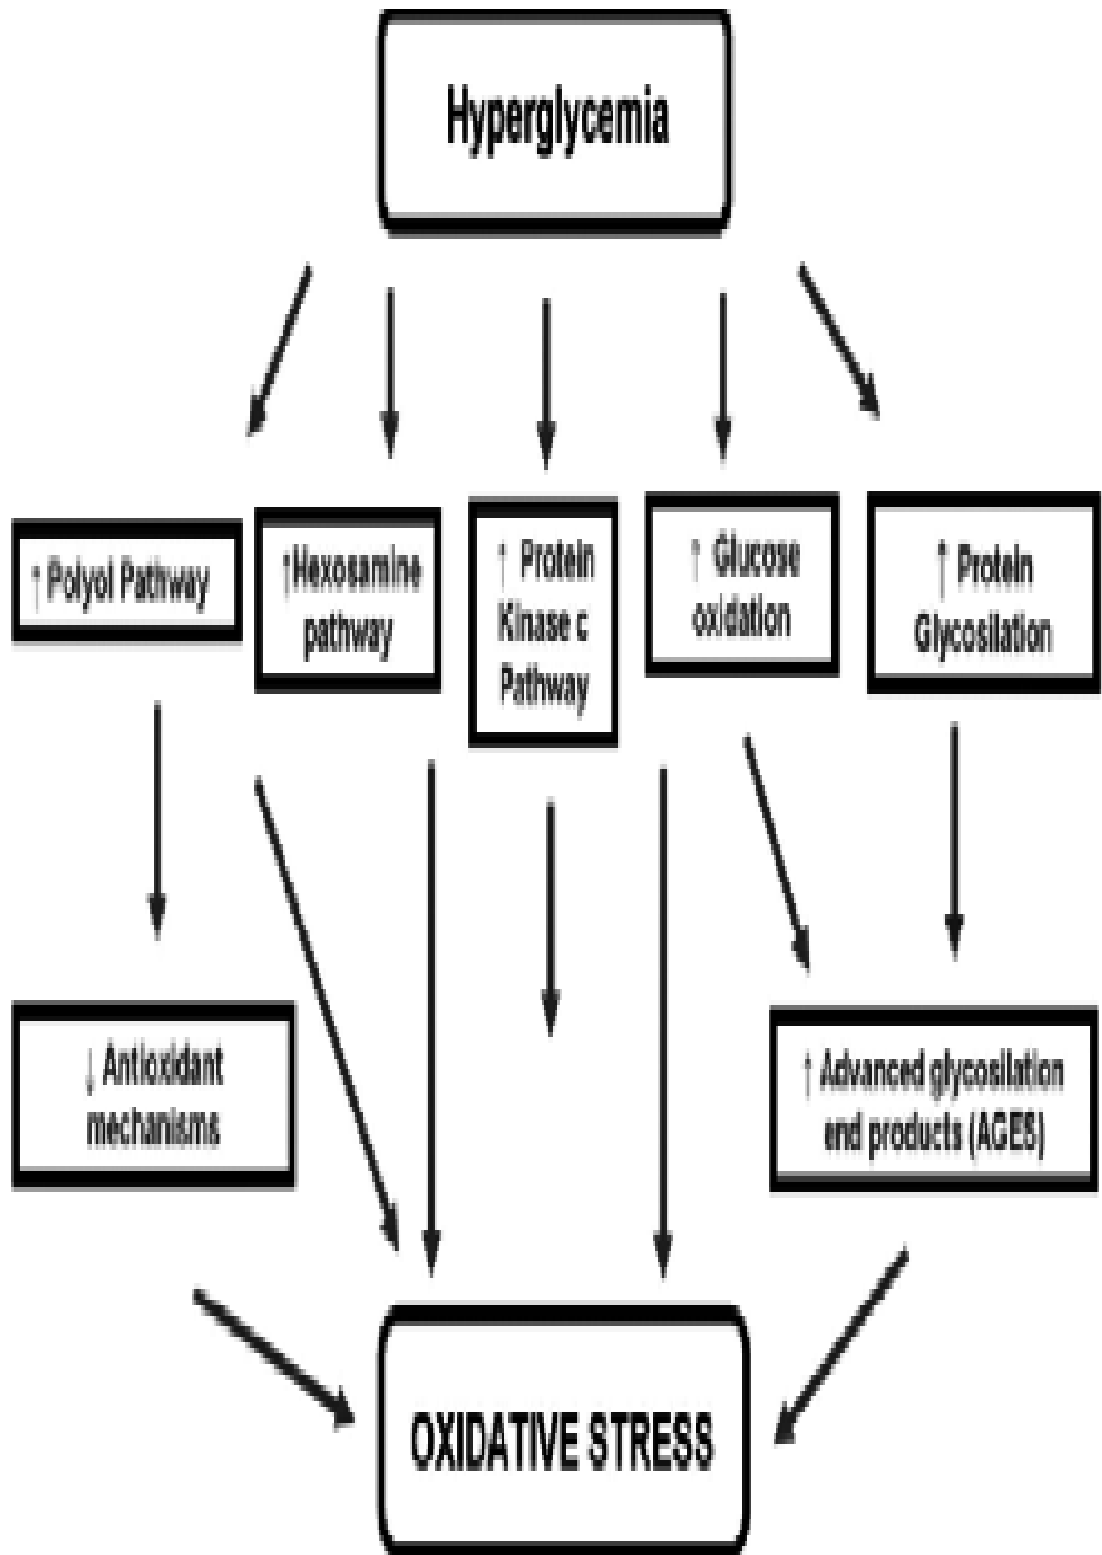 Hyperglycemia
↑ Polyol Pathway
↑Hexosamine
pathway
↑ Protein
Kinase c
Pathway
↑ Glucose
oxidation
↑ Protein
Glycosilation
↓ Antioxidant
mechanisms
↑ Advanced glycosilation
end products (AGES)
OXIDATIVE STRESS